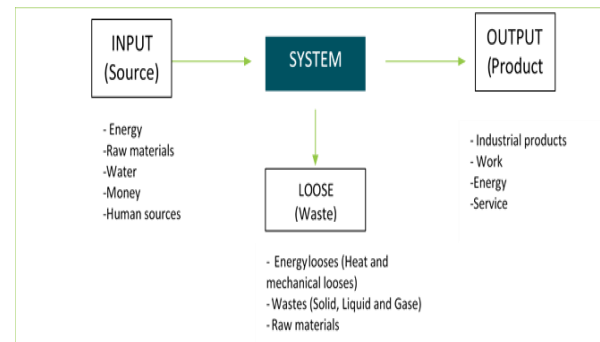 INPUT
(Source)
SYSTEM
OUTPUT
(Product
- Energy
-Raw materials
-Water
-Money
-Human sources
LOOSE
(Waste)
- Industrial products
- Work
-Energy
-Service
- Energylooses (Heat and
mechanical looses)
-Wastes (Solid, Liquid and Gase)
- Raw materials